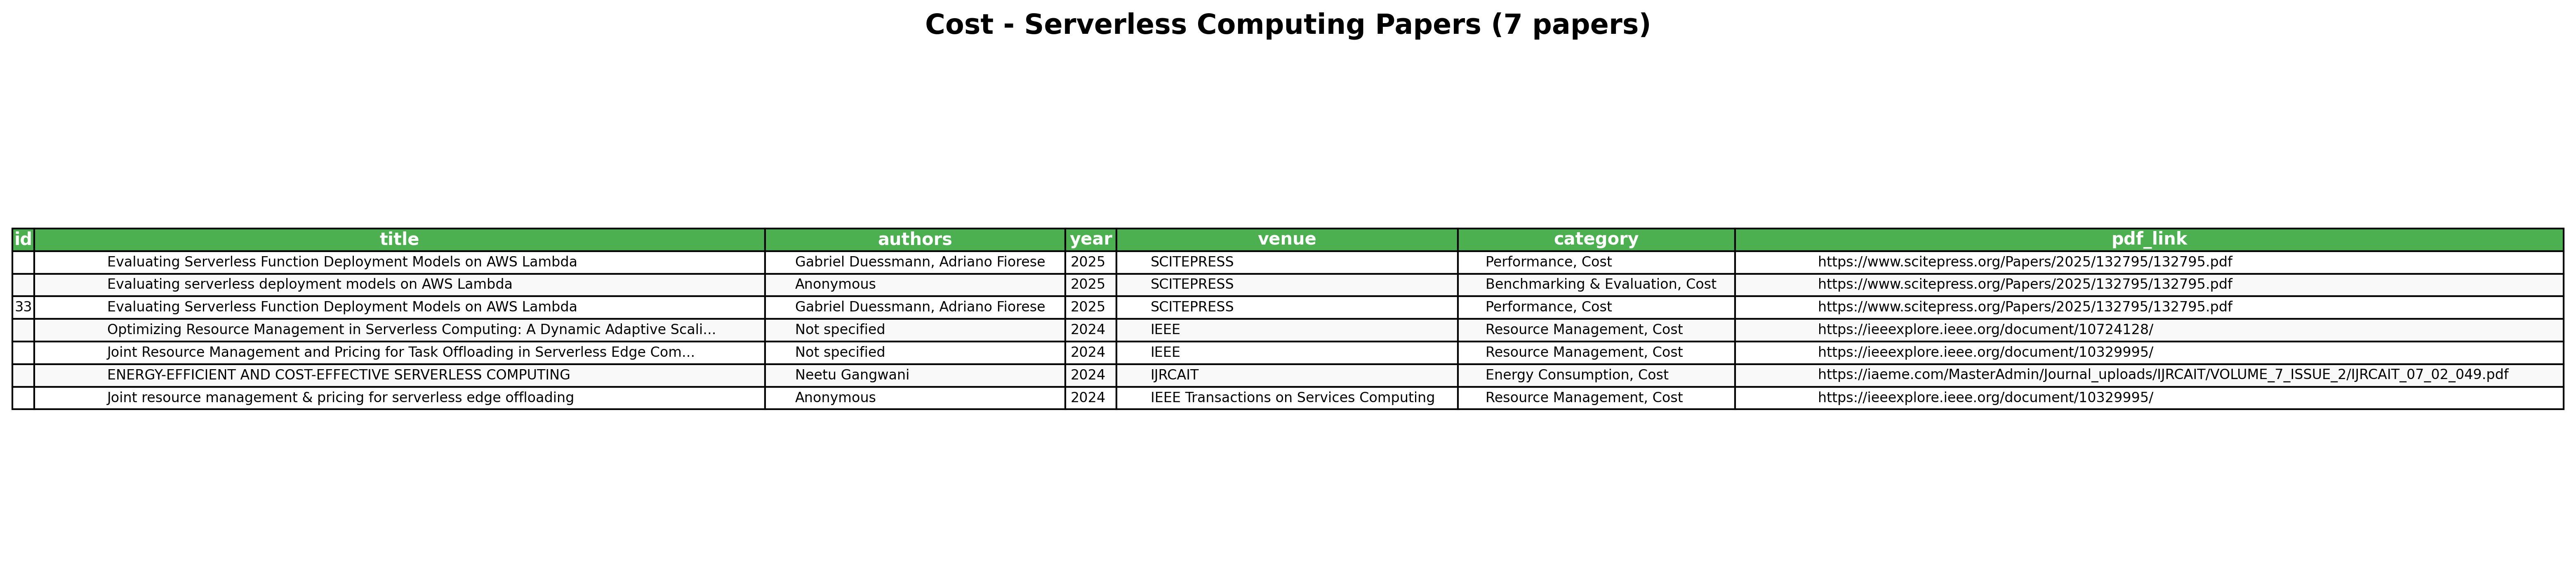 Cost - Serverless Computing Papers (7 papers)
id title authors year venue category pdf_link
Evaluating Serverless Function Deployment Models on AWS Lambda Gabriel Duessmann, Adriano Fiorese 2025 SCITEPRESS Performance, Cost https://www.scitepress.org/Papers/2025/132795/132795.pdf
Evaluating serverless deployment models on AWS Lambda Anonymous 2025 SCITEPRESS Benchmarking & Evaluation, Cost https://www.scitepress.org/Papers/2025/132795/132795.pdf
33 Evaluating Serverless Function Deployment Models on AWS Lambda Gabriel Duessmann, Adriano Fiorese 2025 SCITEPRESS Performance, Cost https://www.scitepress.org/Papers/2025/132795/132795.pdf
Optimizing Resource Management in Serverless Computing: A Dynamic Adaptive Scali... Not specified 2024 IEEE Resource Management, Cost https://ieeexplore.ieee.org/document/10724128/
Joint Resource Management and Pricing for Task Offloading in Serverless Edge Com... Not specified 2024 IEEE Resource Management, Cost https://ieeexplore.ieee.org/document/10329995/
ENERGY-EFFICIENT AND COST-EFFECTIVE SERVERLESS COMPUTING Neetu Gangwani 2024 IJRCAIT Energy Consumption, Cost https://iaeme.com/MasterAdmin/Journal_uploads/IJRCAIT/VOLUME_7_ISSUE_2/IJRCAIT_07_02_049.pdf
Joint resource management & pricing for serverless edge offloading Anonymous 2024 IEEE Transactions on Services Computing Resource Management, Cost https://ieeexplore.ieee.org/document/10329995/